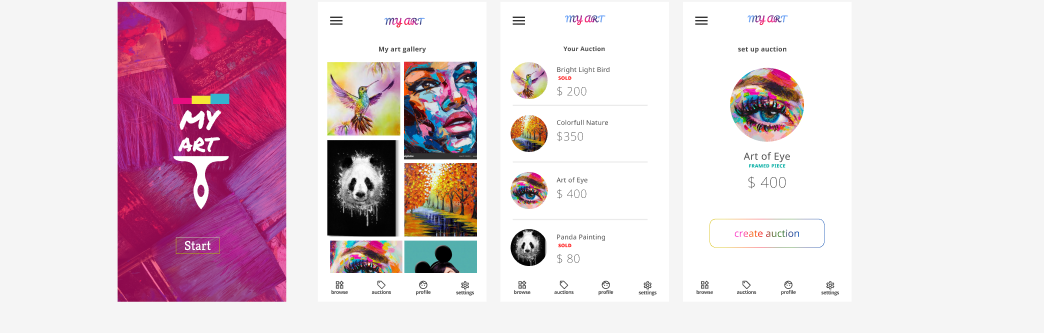 MY
ART
Start
MY ART
My art gallery
browse
auctions
profile
settings
MY ART
Your Auction
Bright Light Bird
SOLD
$ 200
Colorfull Nature
$350
Art of Eye
$ 400
Panda Painting
SOLD
$ 80
browse
auctions
profile
settings
MY ART
set up auction
Art of Eye
FRAMED PIECE
$ 400
create auction
browse
auctions
profile
settings